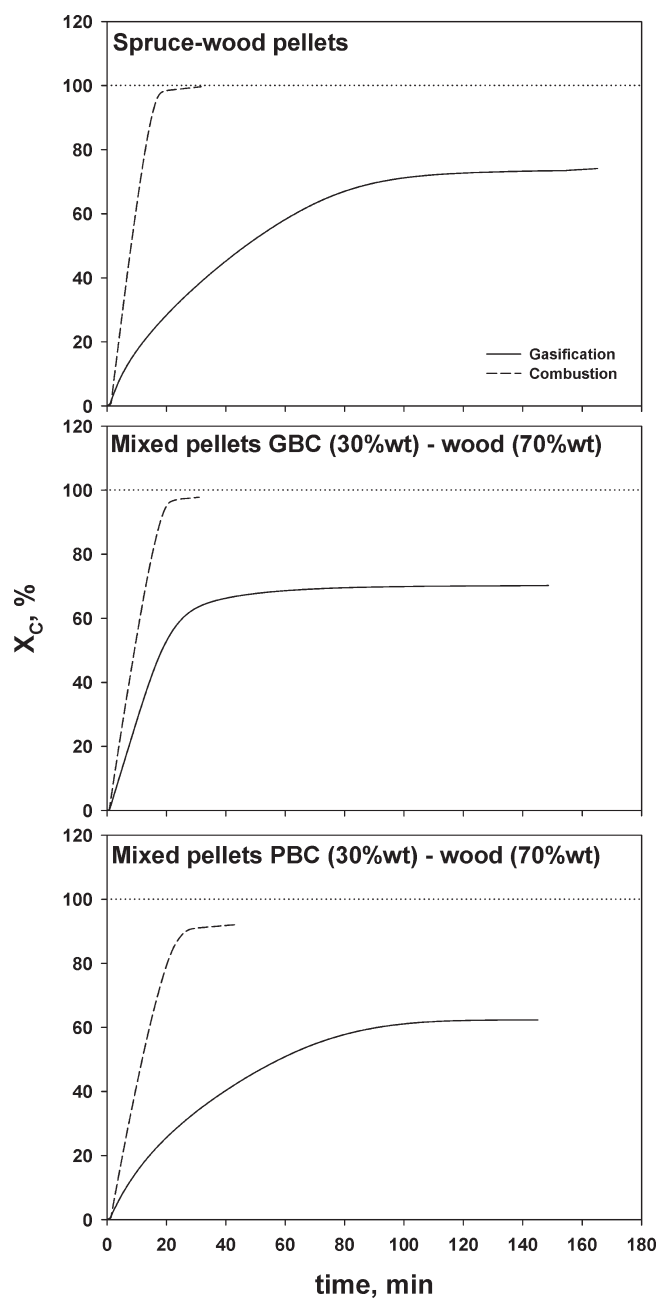 120
Spruce-wood pellets
100
80
60
40
20
0
Gasification
Combustion
120
Mixed pellets GBC (30%wt) - wood (70%wt)
100
80
60
40
20
0
X_C, %
120
Mixed pellets PBC (30%wt) - wood (70%wt)
100
80
60
40
20
0
0 20 40 60 80 100 120 140 160 180
time, min